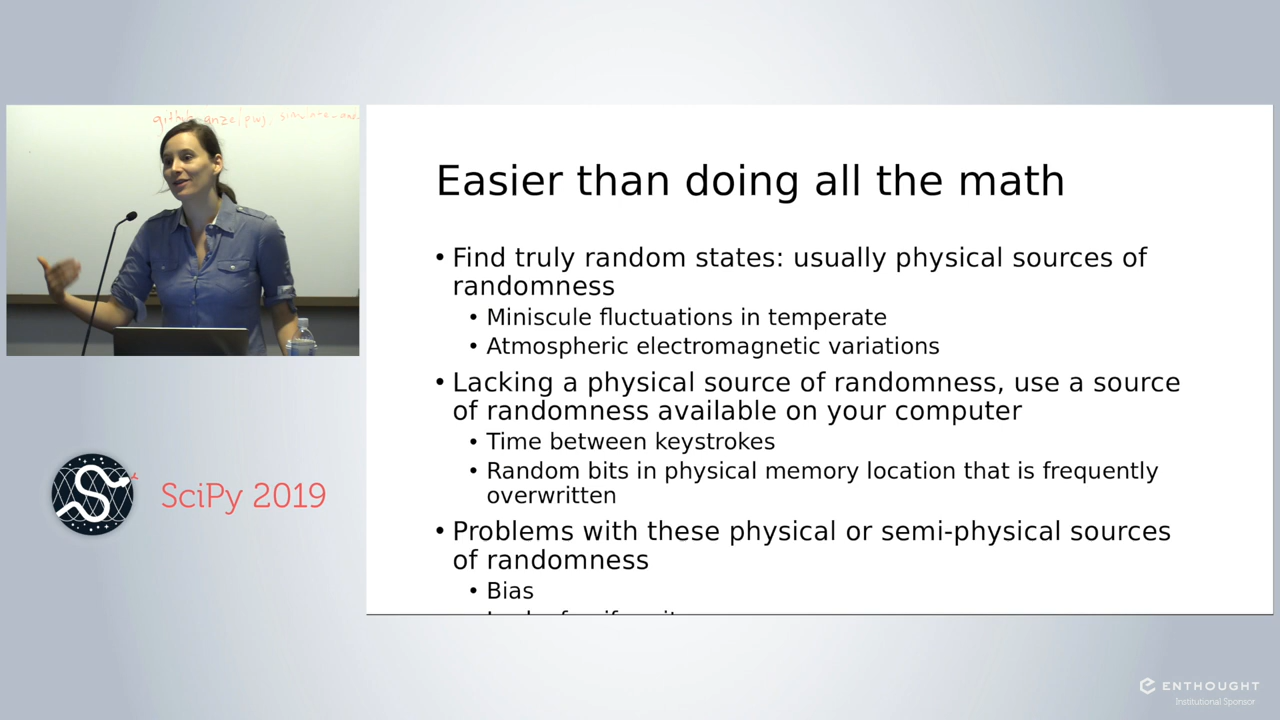 Easier than doing all the math
• Find truly random states: usually physical sources of
randomness
• Miniscule fluctuations in temperate
• Atmospheric electromagnetic variations
• Lacking a physical source of randomness, use a source
of randomness available on your computer
• Time between keystrokes
• Random bits in physical memory location that is frequently
overwritten
• Problems with these physical or semi-physical sources
of randomness
• Bias
SciPy 2019
ENTHOUGHT
Institutional Sponsor